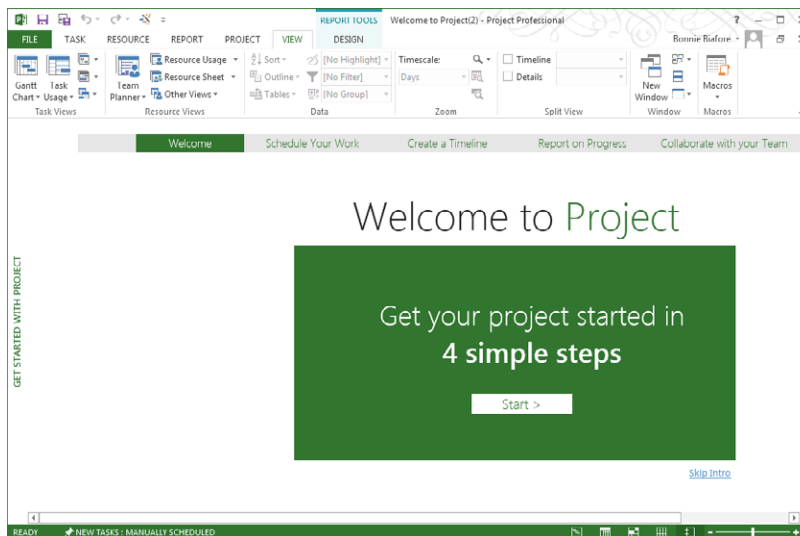 REPORT TOOLS Welcome to Project(2) - Project Professional
FILE TASK RESOURCE REPORT PROJECT VIEW DESIGN Bonnie Biafore
Resource Usage Sort [No Highlight] Timescale: Timeline
Resource Sheet Outline [No Filter] Days Details
Gantt Chart Task Usage Team Planner Other Views Tables [No Group] New Window Macros
Task Views Resource Views Data Zoom Split View Window Macros
Welcome Schedule Your Work Create a Timeline Report on Progress Collaborate with your Team
GET STARTED WITH PROJECT
Welcome to Project
Get your project started in
4 simple steps
Start >
Skip Intro
READY NEW TASKS : MANUALLY SCHEDULED